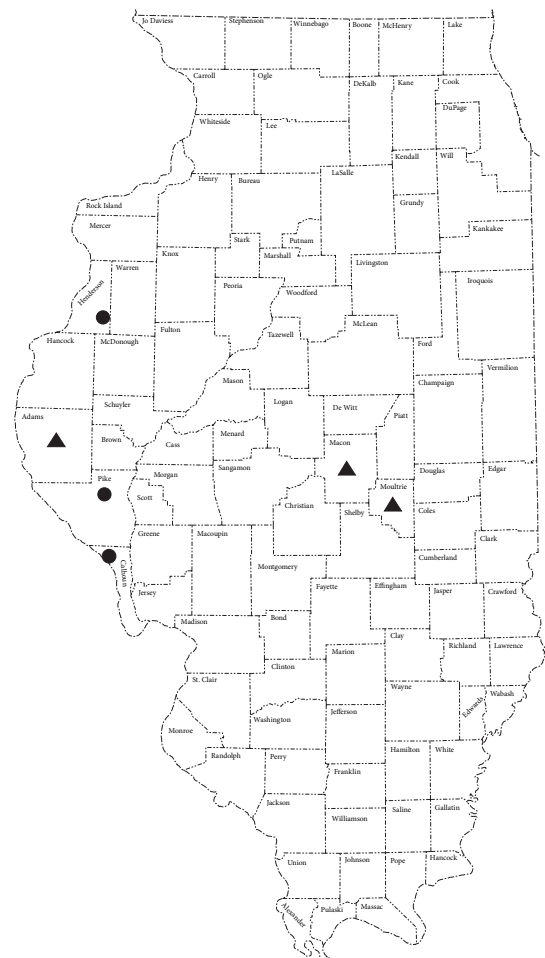 Jo Daviess
Stephenson
Winnebago
Boone
McHenry
Lake
Carroll
Ogle
DeKalb
Kane
Cook
DuPage
Whiteside
Lee
Kendall
Will
LaSalle
Henry
Bureau
Grundy
Rock Island
Mercer
Kankakee
Stark
Putnam
Knox
Marshall
Livingston
Warren
Iroquois
Peoria
Woodford
Henderson
McLean
Fulton
Tazewell
Hancock
McDonough
Ford
Vermilion
Mason
Champaign
Logan
De Witt
Schuyler
Adams
Piatt
Menard
Brown
Cass
Macon
Sangamon
Douglas
Edgar
Morgan
Pike
Moultrie
Scott
Christian
Shelby
Coles
Greene
Macoupin
Clark
Cumberland
Montgomery
Calhoun
Fayette
Effingham
Jasper
Crawford
Jersey
Bond
Madison
Clay
Richland
Lawrence
Marion
Clinton
St. Clair
Wayne
Wabash
Edwards
Jefferson
Washington
Monroe
Hamilton
White
Randolph
Perry
Franklin
Jackson
Saline
Gallatin
Williamson
Union
Johnson
Pope
Hancock
Alexander
Pulaski
Massac